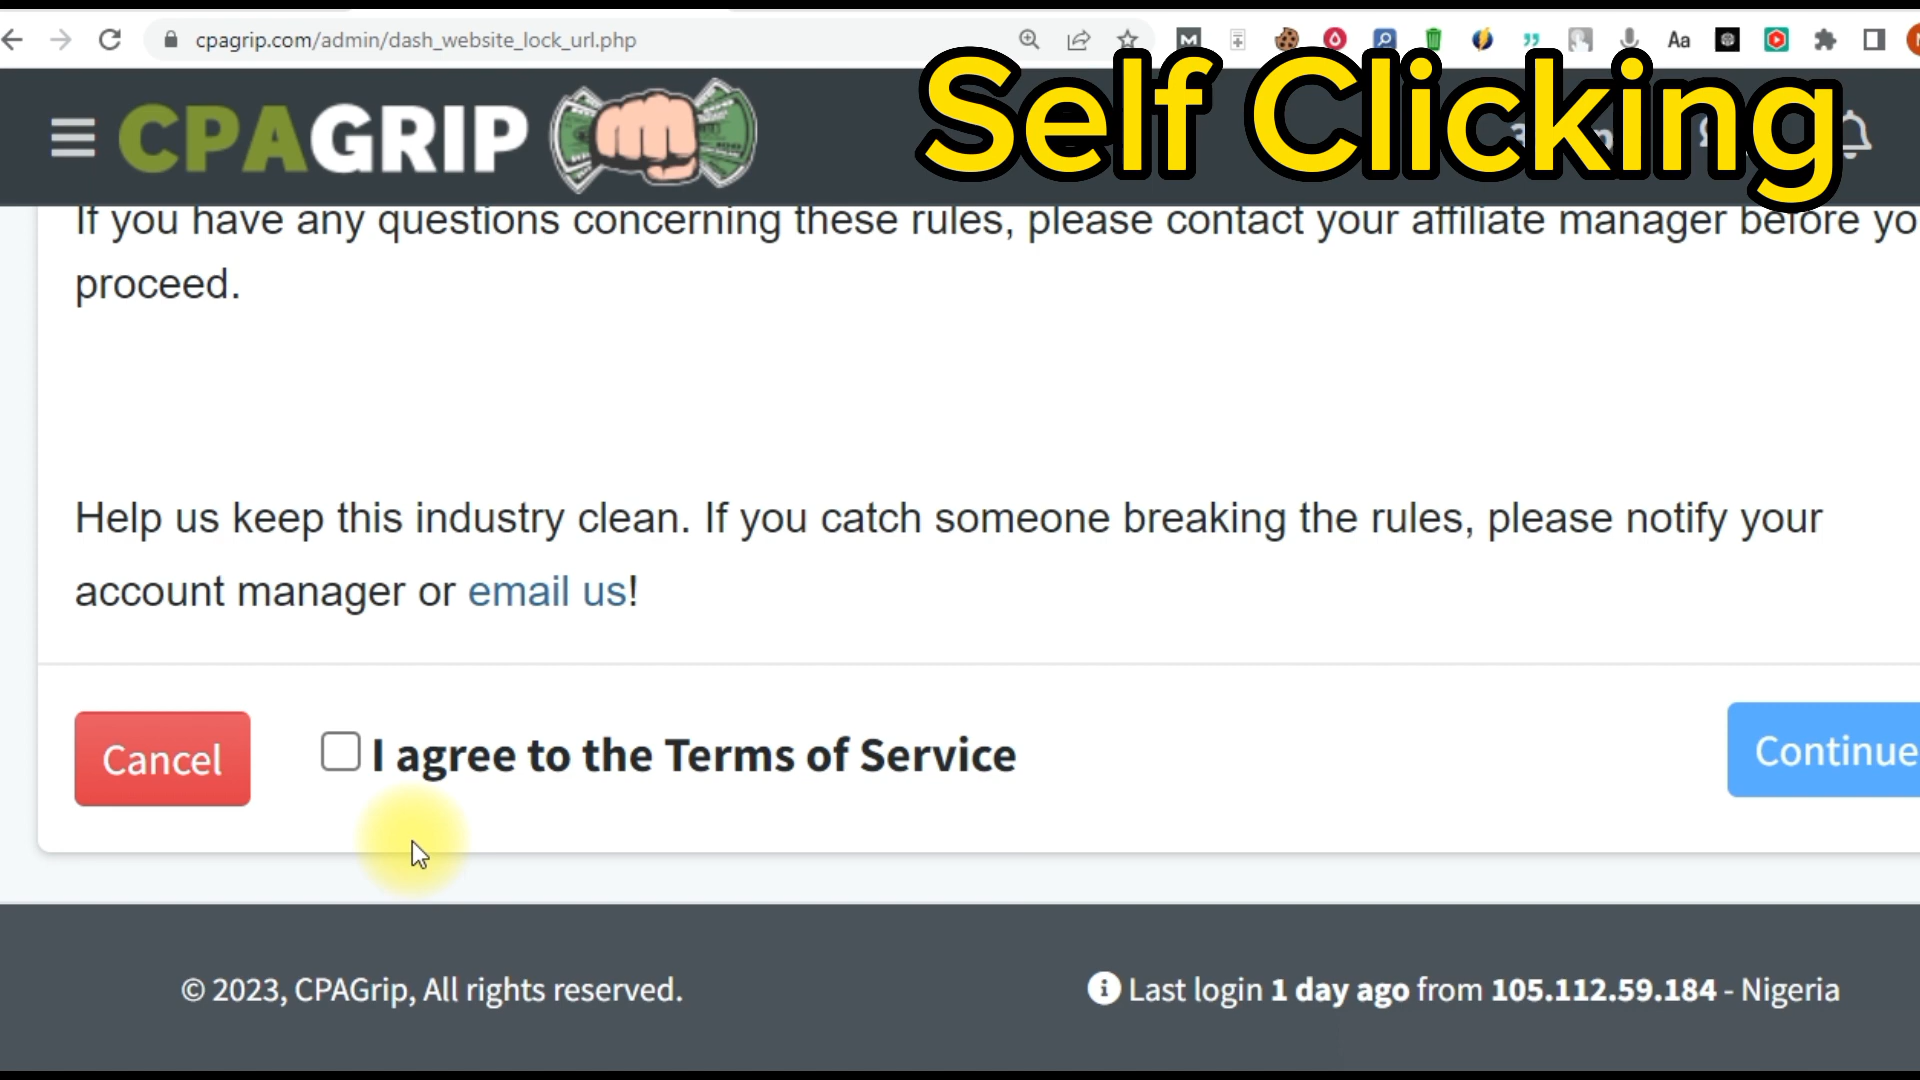 cpagrip.com/admin/dash_website_lock_url.php
Aa
Self Clicking
CPAGRIP
If you have any questions concerning these rules, please contact your affiliate manager before yo
proceed.
Help us keep this industry clean. If you catch someone breaking the rules, please notify your
account manager or email us!
Cancel
I agree to the Terms of Service
Continue
© 2023, CPAGrip, All rights reserved.
Last login 1 day ago from 105.112.59.184 - Nigeria